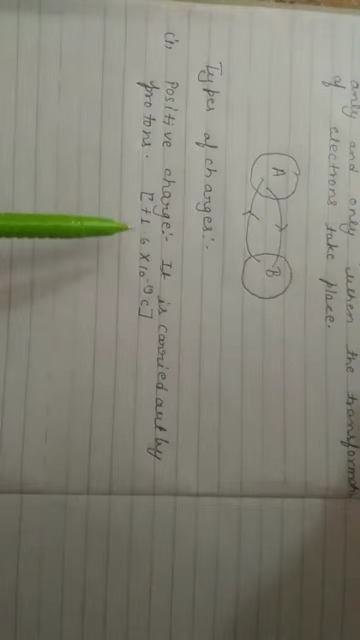 any and only when the transform
of electrons take place.
A
B
Types of charges:-
(i) Positive charge:- It is carried out by
protons. [+1.6×10⁻¹⁹C]